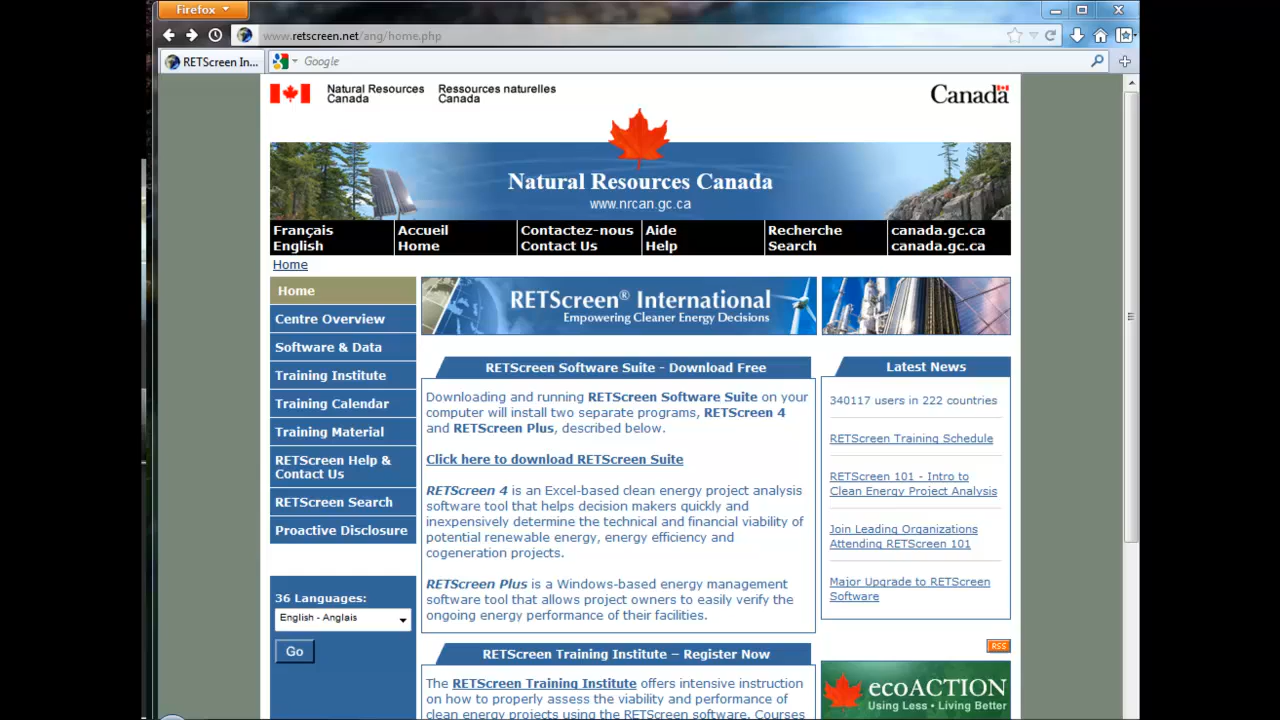 Firefox
www.retscreen.net/ang/home.php
RETScreen In...
Google
Natural Resources Canada
Ressources naturelles Canada
Canada
Natural Resources Canada
www.nrcan.gc.ca
Français Accueil Contactez-nous Aide Recherche canada.gc.ca
English Home Contact Us Help Search canada.gc.ca
Home
Home
Centre Overview
Software & Data
Training Institute
Training Calendar
Training Material
RETScreen Help &
Contact Us
RETScreen Search
Proactive Disclosure
36 Languages:
English - Anglais
Go
RETScreen® International
Empowering Cleaner Energy Decisions
RETScreen Software Suite - Download Free
Downloading and running RETScreen Software Suite on your
computer will install two separate programs, RETScreen 4
and RETScreen Plus, described below.
Click here to download RETScreen Suite
RETScreen 4 is an Excel-based clean energy project analysis
software tool that helps decision makers quickly and
inexpensively determine the technical and financial viability of
potential renewable energy, energy efficiency and
cogeneration projects.
RETScreen Plus is a Windows-based energy management
software tool that allows project owners to easily verify the
ongoing energy performance of their facilities.
RETScreen Training Institute – Register Now
The RETScreen Training Institute offers intensive instruction
on how to properly assess the viability and performance of
clean energy projects using the RETScreen software. Courses
Latest News
340117 users in 222 countries
RETScreen Training Schedule
RETScreen 101 - Intro to
Clean Energy Project Analysis
Join Leading Organizations
Attending RETScreen 101
Major Upgrade to RETScreen
Software
RSS
ecoACTION
Using Less • Living Better